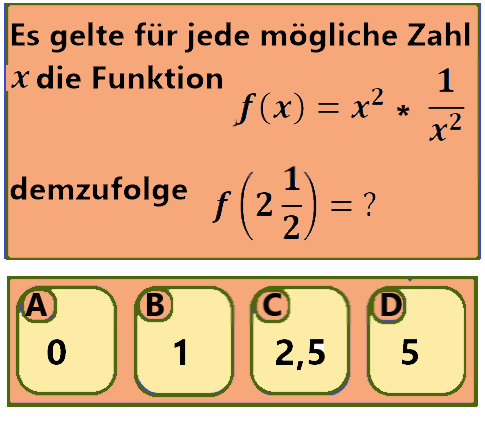 Es gelte für jede mögliche Zahl
x die Funktion f(x) = x² * 1/x²
demzufolge f(2 1/2) = ?
A B C D
0 1 2,5 5